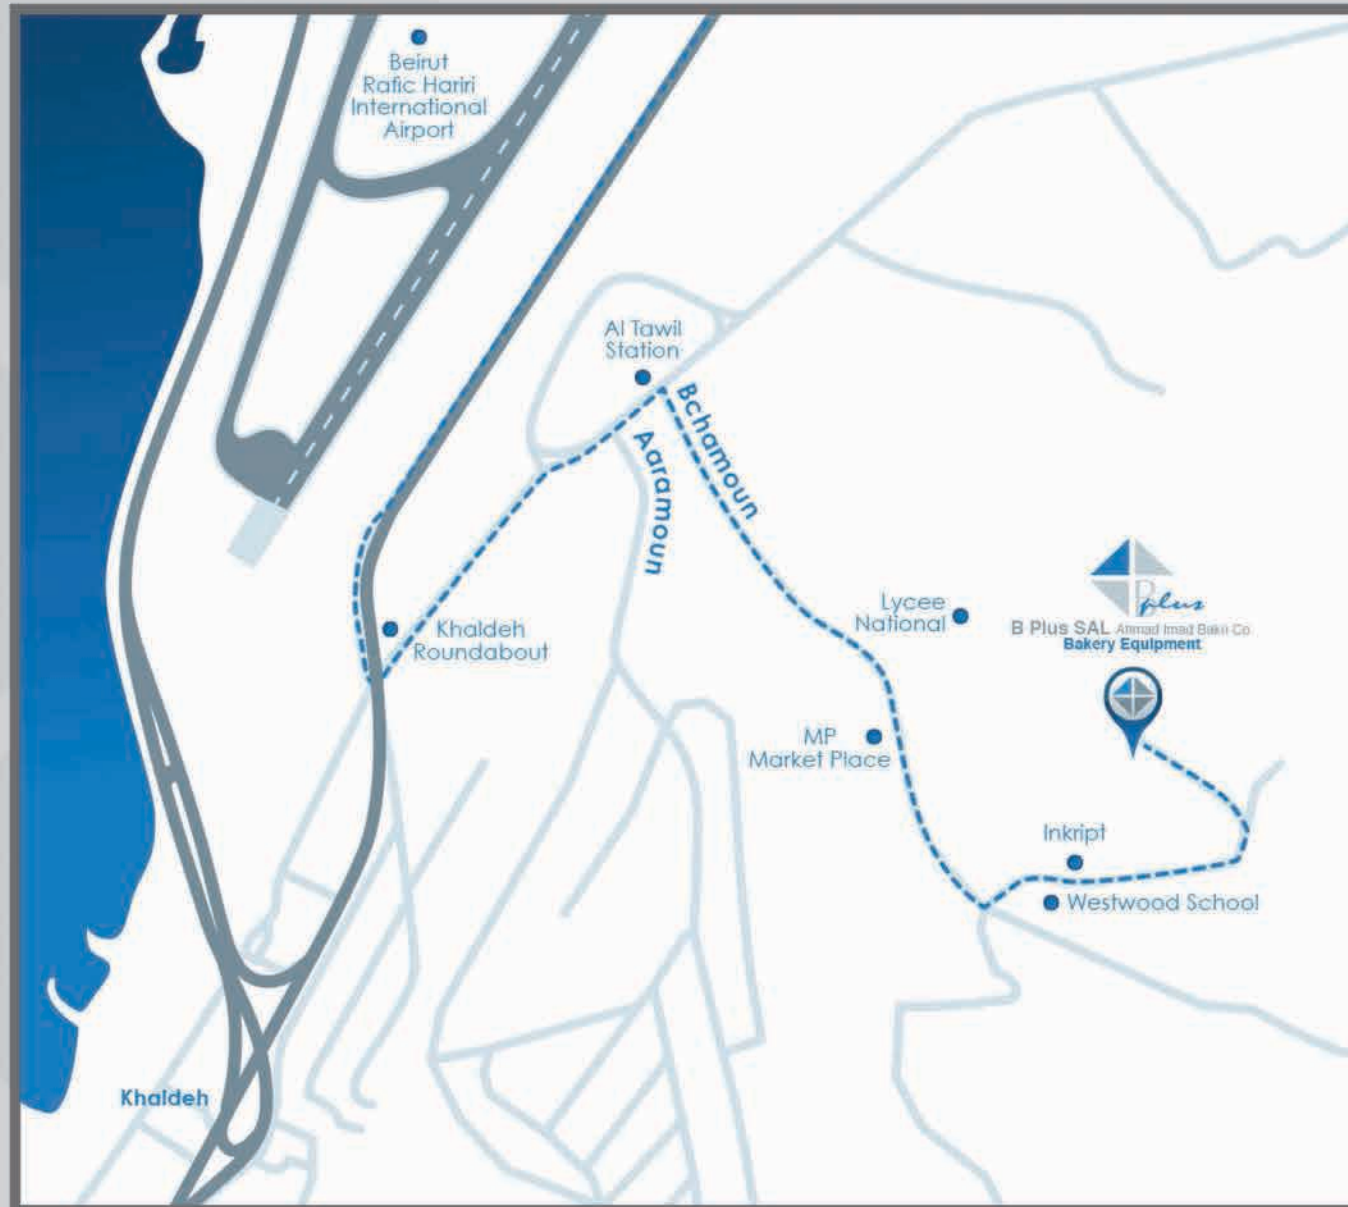 Beirut
Rafic Hariri
International
Airport
Al Tawil
Station
Bchamoun
Aaramoun
Khaldeh
Roundabout
Lycee
National
B plus
B Plus SAL Ahmad Imad Bakri Co
Bakery Equipment
MP
Market Place
Inkript
Westwood School
Khaldeh